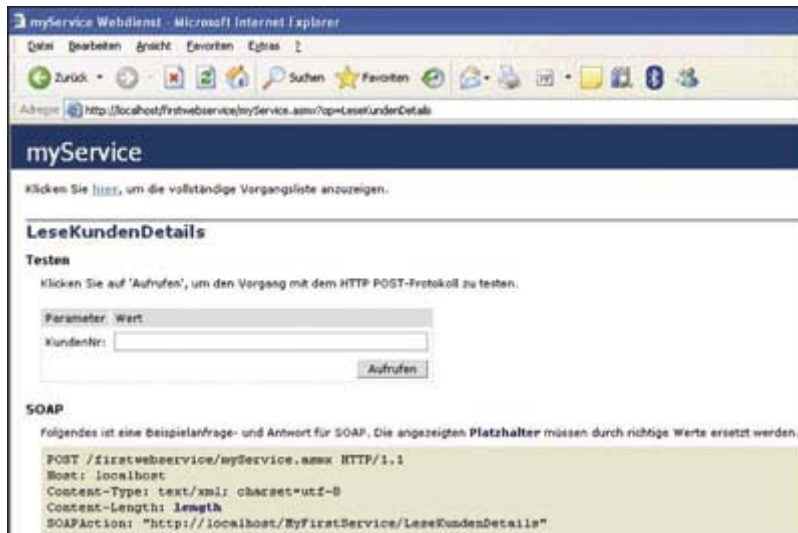 myService Webdienst - Microsoft Internet Explorer
Datei Bearbeiten Ansicht Favoriten Extras ?
Zurück Suchen Favoriten
Adresse http://localhost/firstwebservice/myService.asmx?op=LeseKundenDetails
myService
Klicken Sie hier, um die vollständige Vorgangsliste anzuzeigen.
LeseKundenDetails
Testen
Klicken Sie auf 'Aufrufen', um den Vorgang mit dem HTTP POST-Protokoll zu testen.
Parameter Wert
KundenNr:
Aufrufen
SOAP
Folgendes ist eine Beispielanfrage- und Antwort für SOAP. Die angezeigten Platzhalter müssen durch richtige Werte ersetzt werden.
POST /firstwebservice/myService.asmx HTTP/1.1
Host: localhost
Content-Type: text/xml; charset=utf-8
Content-Length: length
SOAPAction: "http://localhost/MyFirstService/LeseKundenDetails"